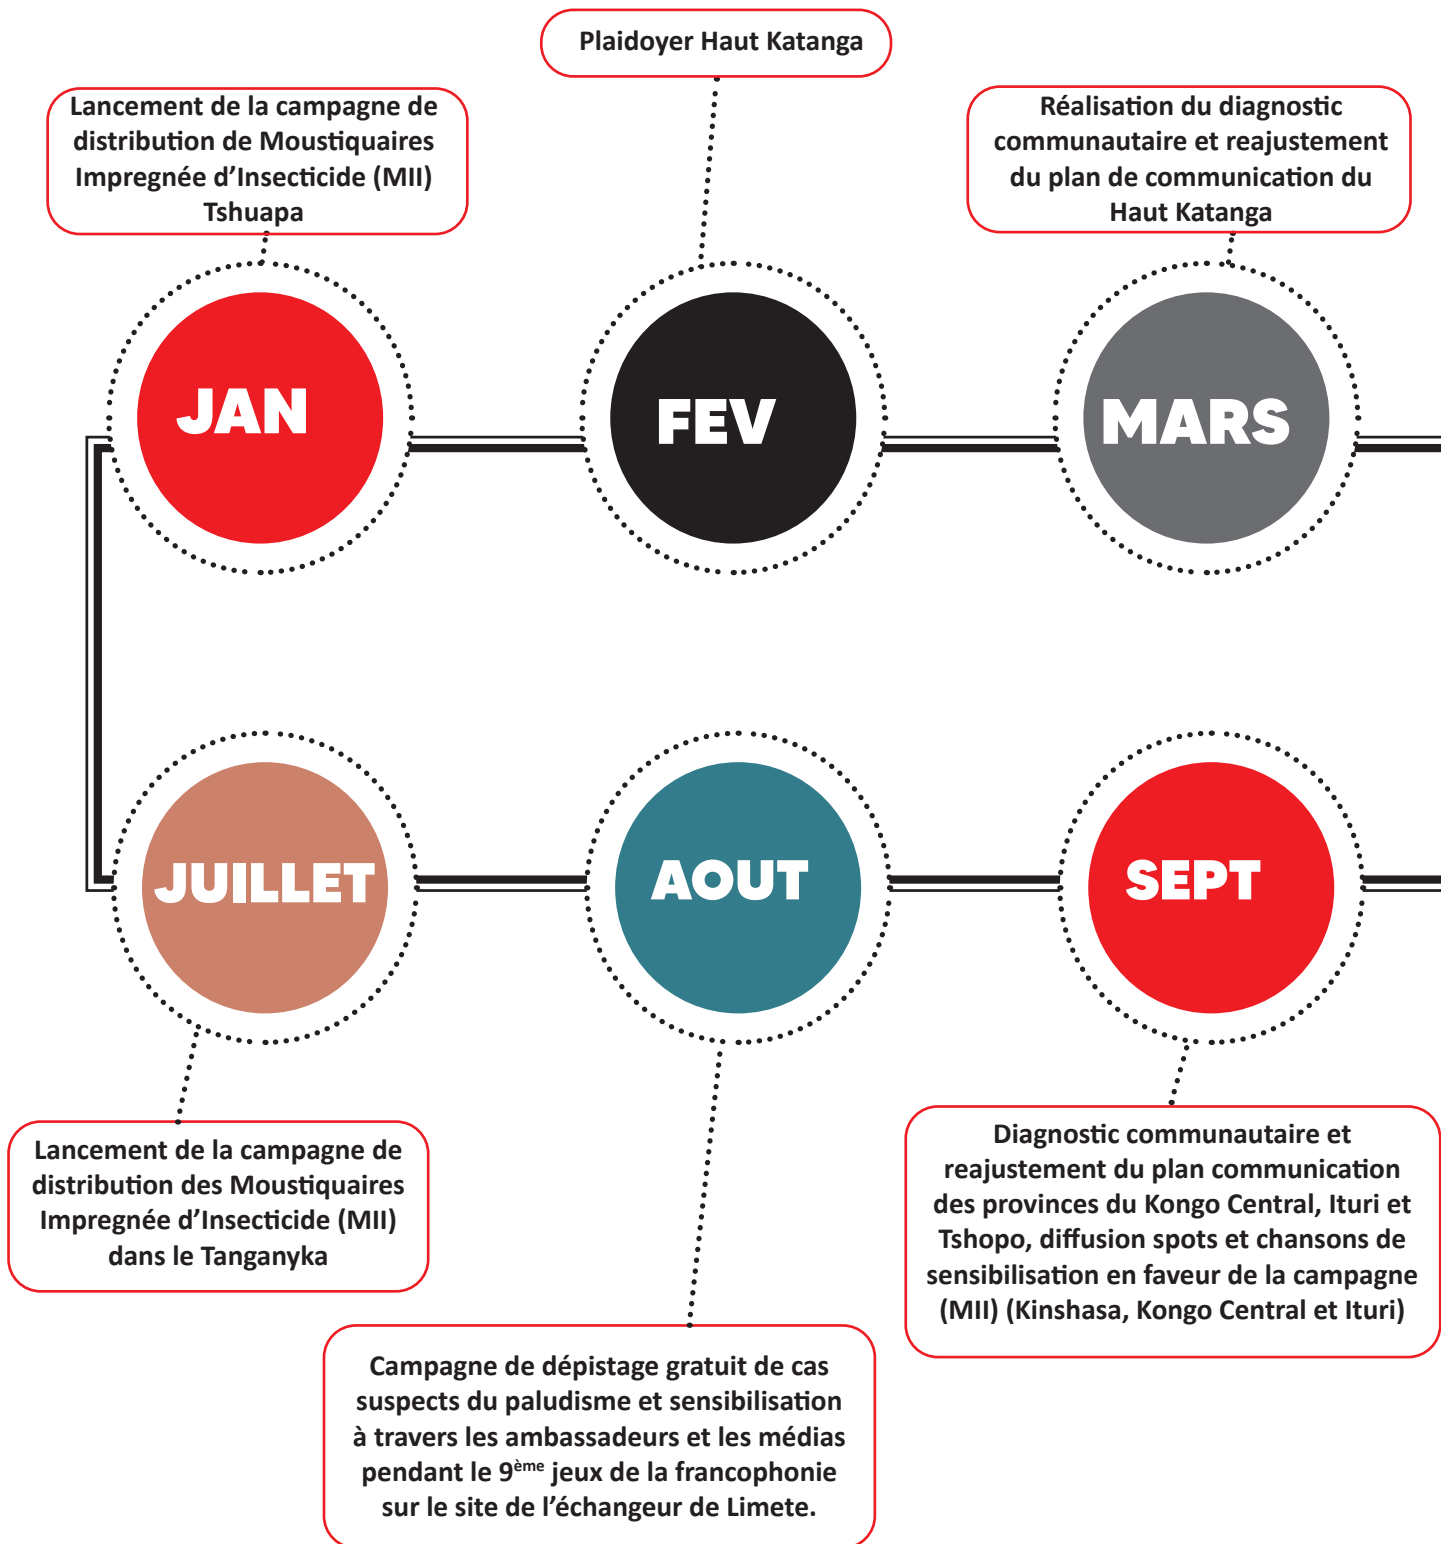 Plaidoyer Haut Katanga
Lancement de la campagne de
distribution de Moustiquaires
Impregnée d’Insecticide (MII)
Tshuapa
Réalisation du diagnostic
communautaire et reajustement
du plan de communication du
Haut Katanga
JAN
FEV
MARS
JUILLET
AOUT
SEPT
Lancement de la campagne de
distribution des Moustiquaires
Impregnée d’Insecticide (MII)
dans le Tanganyka
Campagne de dépistage gratuit de cas
suspects du paludisme et sensibilisation
à travers les ambassadeurs et les médias
pendant le 9ème jeux de la francophonie
sur le site de l’échangeur de Limete.
Diagnostic communautaire et
reajustement du plan communication
des provinces du Kongo Central, Ituri et
Tshopo, diffusion spots et chansons de
sensibilisation en faveur de la campagne
(MII) (Kinshasa, Kongo Central et Ituri)